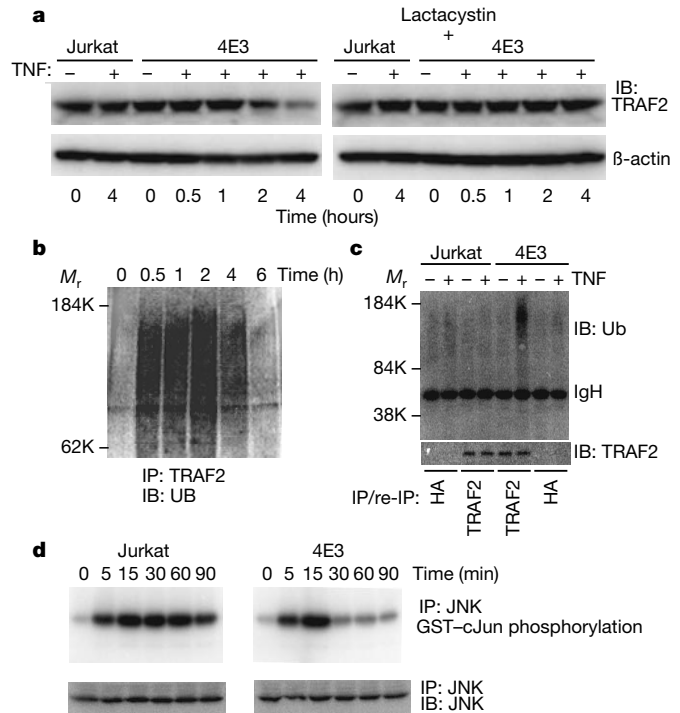 a
Lactacystin
+
Jurkat 4E3 Jurkat 4E3
TNF: – + – + + + + – + – + + + +
IB:
TRAF2
ß-actin
0 4 0 0.5 1 2 4 0 4 0 0.5 1 2 4
Time (hours)
b
Mr 0 0.5 1 2 4 6 Time (h)
184K
62K
IP: TRAF2
IB: UB
c
Jurkat 4E3
Mr – + – + – + – + TNF
184K
IB: Ub
84K
IgH
38K
IB: TRAF2
IP/re-IP: HA TRAF2 TRAF2 HA
d
Jurkat 4E3
0 5 15 30 60 90 0 5 15 30 60 90 Time (min)
IP: JNK
GST–cJun phosphorylation
IP: JNK
IB: JNK